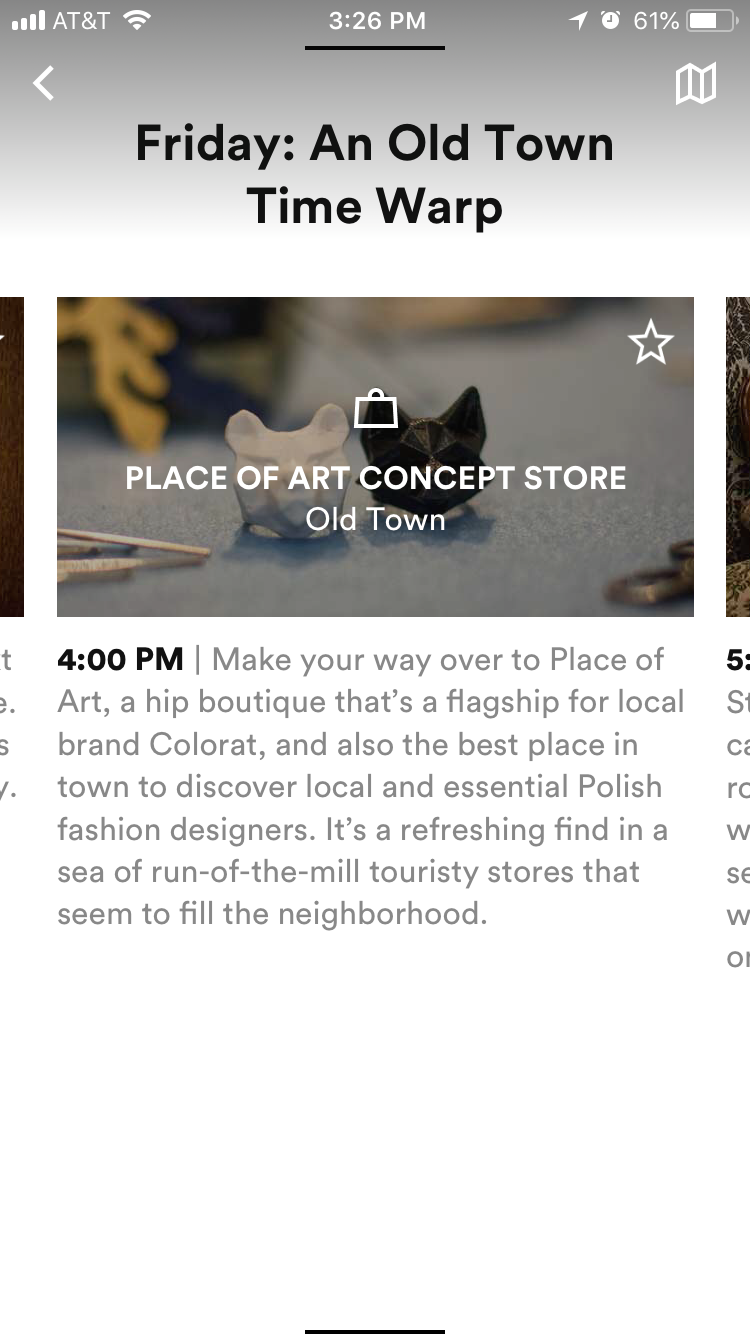 AT&T 3:26 PM 61%
Friday: An Old Town
Time Warp
PLACE OF ART CONCEPT STORE
Old Town
4:00 PM | Make your way over to Place of
Art, a hip boutique that’s a flagship for local
brand Colorat, and also the best place in
town to discover local and essential Polish
fashion designers. It’s a refreshing find in a
sea of run-of-the-mill touristy stores that
seem to fill the neighborhood.